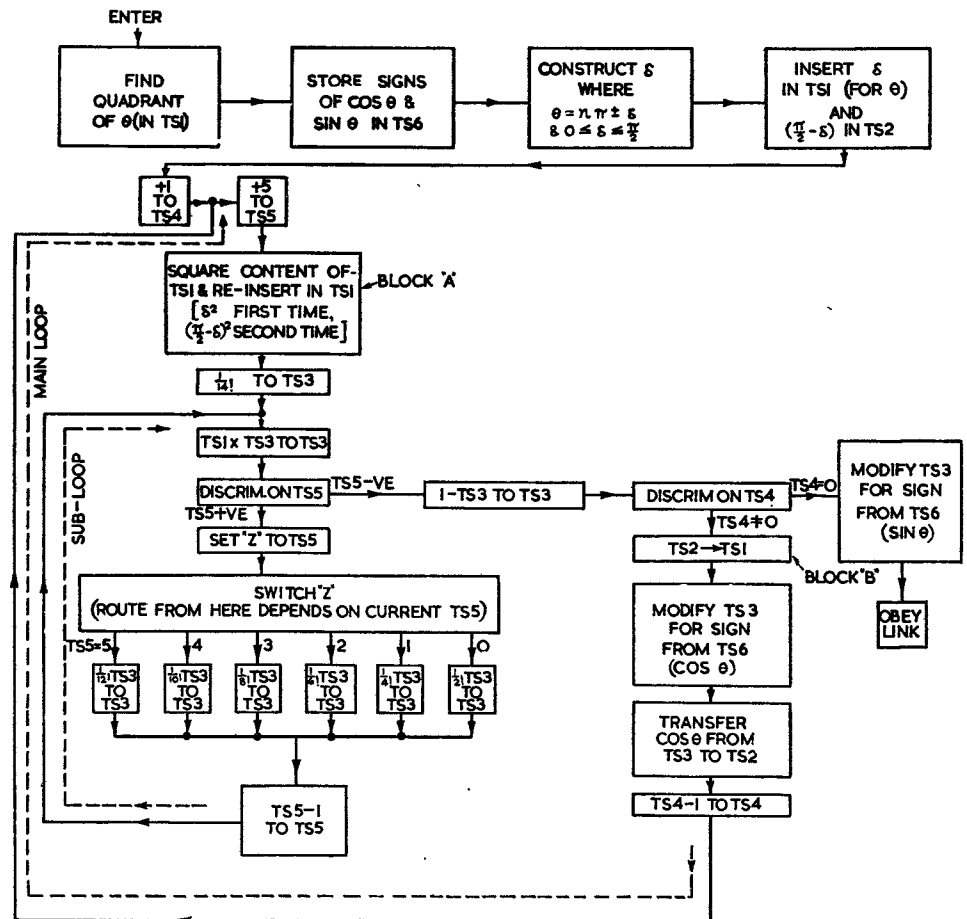 ENTER
FIND
QUADRANT
OF θ(IN TS1)
STORE SIGNS
OF COS θ &
SIN θ IN TS6
CONSTRUCT δ
WHERE
θ = n π ± δ
& 0 ≤ δ ≤ π/2
INSERT δ
IN TS1 (FOR θ)
AND
(π/2 - δ) IN TS2
+1
TO
TS4
+5
TO
TS5
SQUARE CONTENT OF-
TS1 & RE-INSERT IN TS1
[ δ² FIRST TIME,
(π/2-δ)² SECOND TIME]
BLOCK "A"
1/14! TO TS3
TS1 x TS3 TO TS3
DISCRIM ON TS5
TS5-VE
1-TS3 TO TS3
DISCRIM ON TS4
TS4=0
MODIFY TS3
FOR SIGN
FROM TS6
(SIN θ)
OBEY
LINK
TS5+VE
SET "Z" TO TS5
TS4≠0
TS2→TS1
BLOCK "B"
SWITCH "Z"
(ROUTE FROM HERE DEPENDS ON CURRENT TS5)
TS5=5 4 3 2 1 0
1/12!-TS3
TO
TS3
1/10!-TS3
TO
TS3
1/8!-TS3
TO
TS3
1/6!-TS3
TO
TS3
1/4!-TS3
TO
TS3
1/2!-TS3
TO
TS3
MODIFY TS3
FOR SIGN
FROM TS6
(COS θ)
TRANSFER
COS θ FROM
TS3 TO TS2
TS4-1 TO TS4
TS5-1
TO TS5
MAIN LOOP
SUB-LOOP